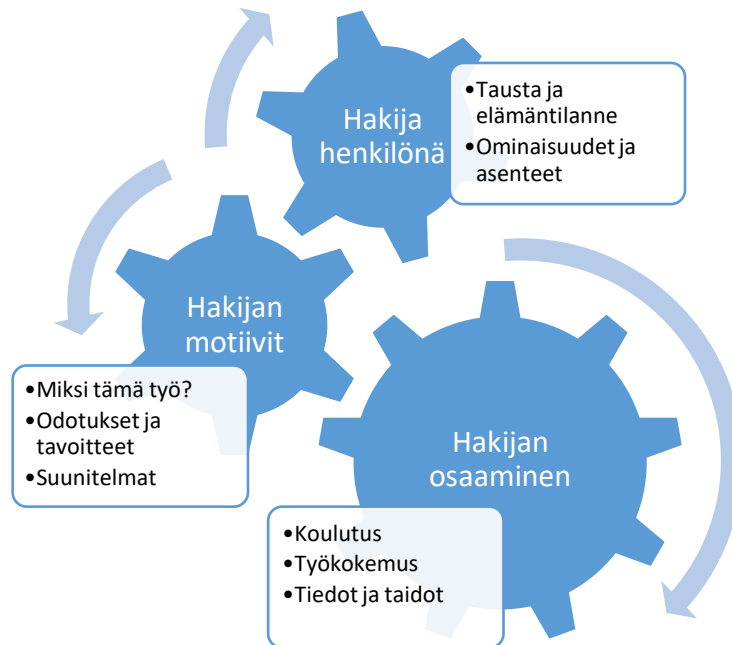 Hakija
henkilönä
•Tausta ja
elämäntilanne
•Ominaisuudet ja
asenteet
Hakijan
motiivit
•Miksi tämä työ?
•Odotukset ja
tavoitteet
•Suunitelmat
Hakijan
osaaminen
•Koulutus
•Työkokemus
•Tiedot ja taidot